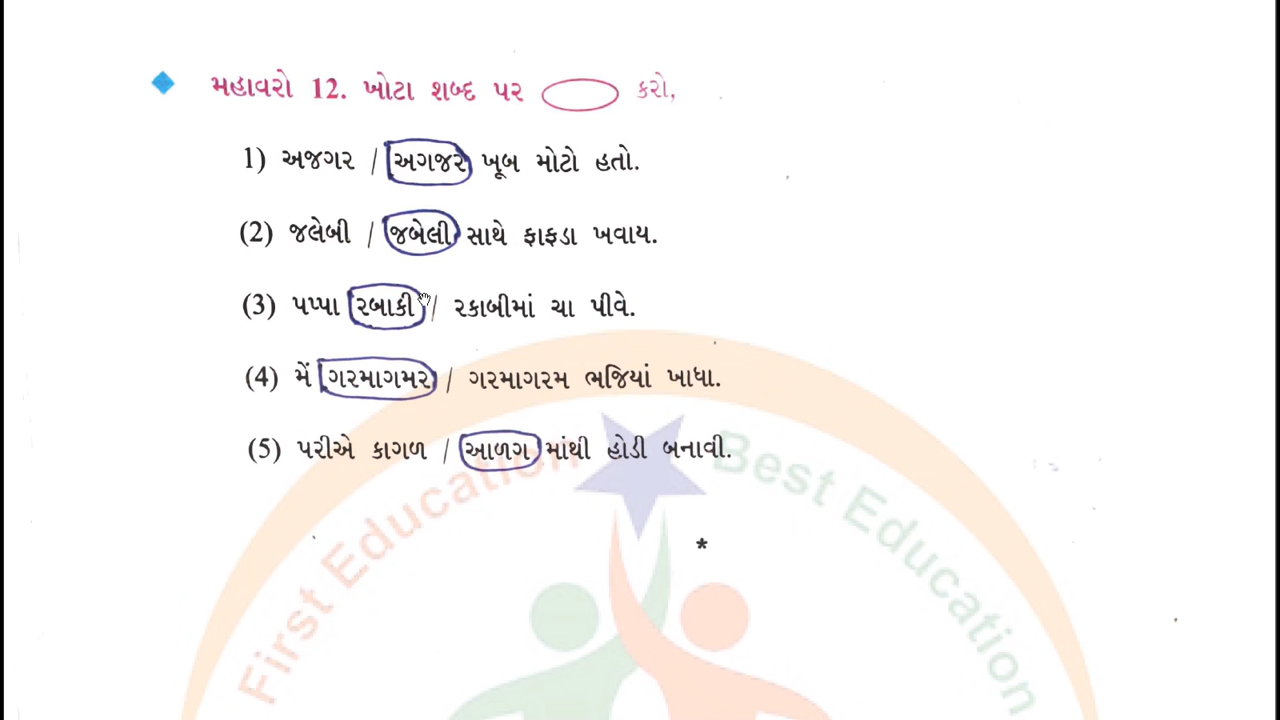 મહાવરો 12. ખોટા શબ્દ પર કરો,
1) અજગર / અગજર ખૂબ મોટો હતો.
(2) જલેબી / જબેલી સાથે ફાફડા ખવાય.
(3) પપ્પા રબાકી / રકાબીમાં ચા પીવે.
(4) મેં ગરમાગમર / ગરમાગરમ ભજિયાં ખાધા.
(5) પરીએ કાગળ / આળગ માંથી હોડી બનાવી.
*
First Education Best Education